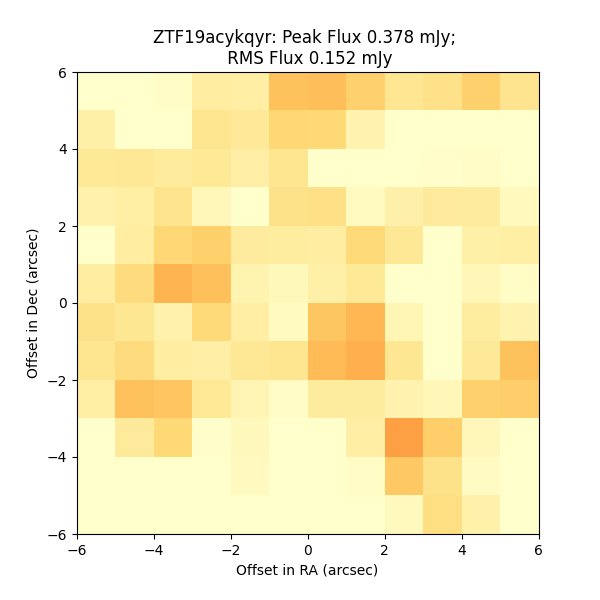 ZTF19acykqyr: Peak Flux 0.378 mJy;
RMS Flux 0.152 mJy
6
4
2
0
−2
−4
−6
Offset in Dec (arcsec)
−6 −4 −2 0 2 4 6
Offset in RA (arcsec)